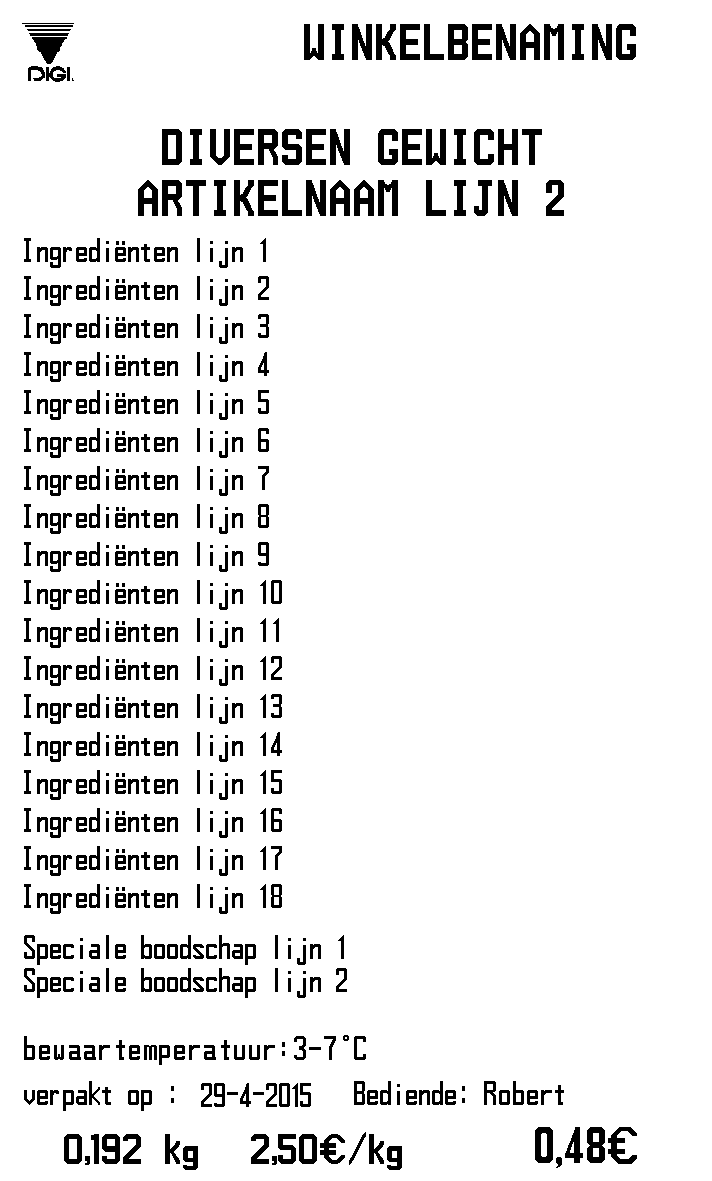 DIGI.
WINKELBENAMING
DIVERSEN GEWICHT
ARTIKELNAAM LIJN 2
Ingrediënten lijn 1
Ingrediënten lijn 2
Ingrediënten lijn 3
Ingrediënten lijn 4
Ingrediënten lijn 5
Ingrediënten lijn 6
Ingrediënten lijn 7
Ingrediënten lijn 8
Ingrediënten lijn 9
Ingrediënten lijn 10
Ingrediënten lijn 11
Ingrediënten lijn 12
Ingrediënten lijn 13
Ingrediënten lijn 14
Ingrediënten lijn 15
Ingrediënten lijn 16
Ingrediënten lijn 17
Ingrediënten lijn 18
Speciale boodschap lijn 1
Speciale boodschap lijn 2
bewaartemperatuur:3-7°C
verpakt op : 29-4-2015 Bediende: Robert
0,192 kg 2,50€/kg 0,48€